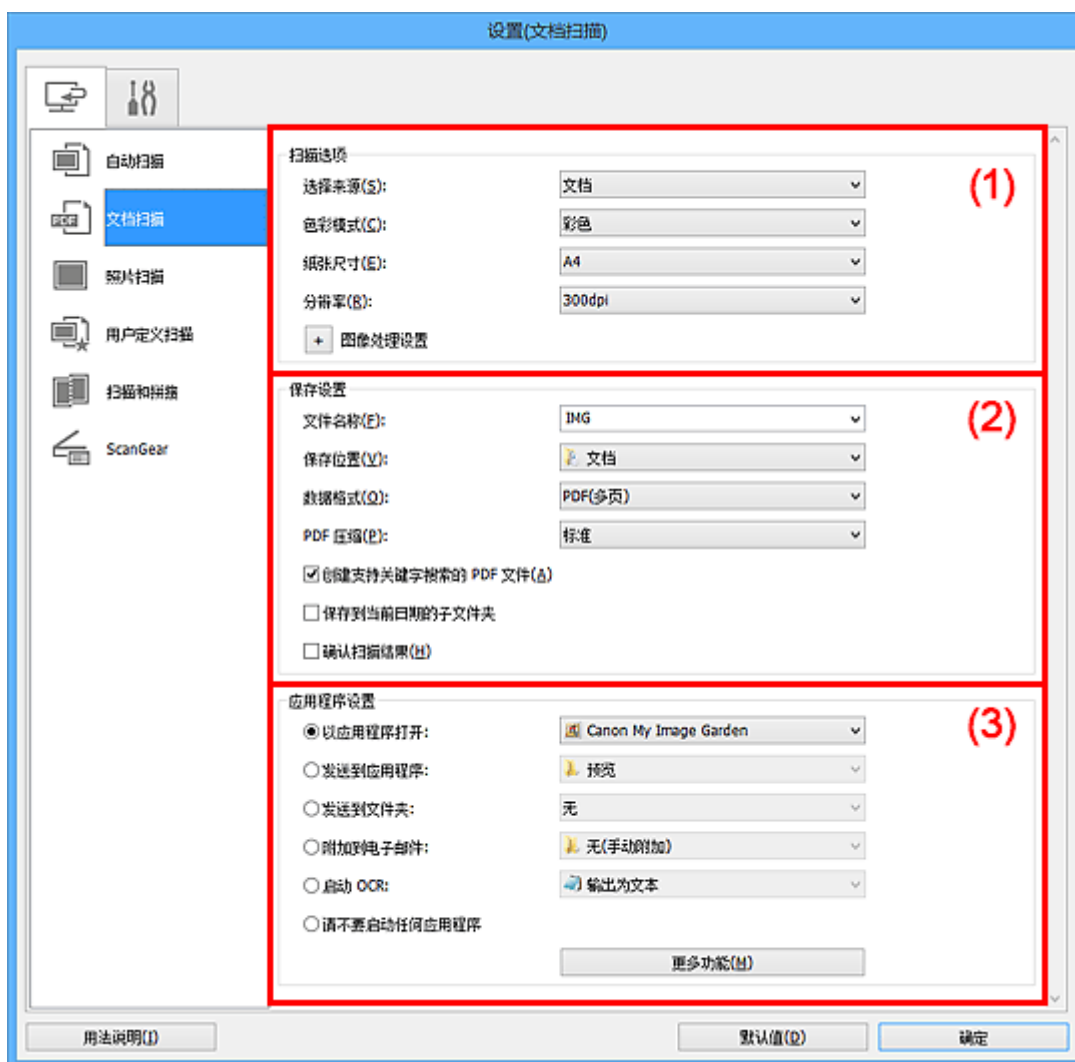 设置(文档扫描)
自动扫描
文档扫描
照片扫描
用户定义扫描
扫描和拼缝
ScanGear
扫描选项
(1)
选择来源(S): 文档
色彩模式(C): 彩色
纸张尺寸(E): A4
分辨率(R): 300dpi
+ 图像处理设置
保存设置
(2)
文件名称(F): IMG
保存位置(V): 文档
数据格式(O): PDF(多页)
PDF 压缩(P): 标准
创建支持关键字搜索的 PDF 文件(A)
保存到当前日期的子文件夹
确认扫描结果(H)
应用程序设置
(3)
以应用程序打开: Canon My Image Garden
发送到应用程序: 预览
发送到文件夹: 无
附加到电子邮件: 无(手动附加)
启动 OCR: 输出为文本
请不要启动任何应用程序
更多功能(M)
用法说明(I) 默认值(D) 确定